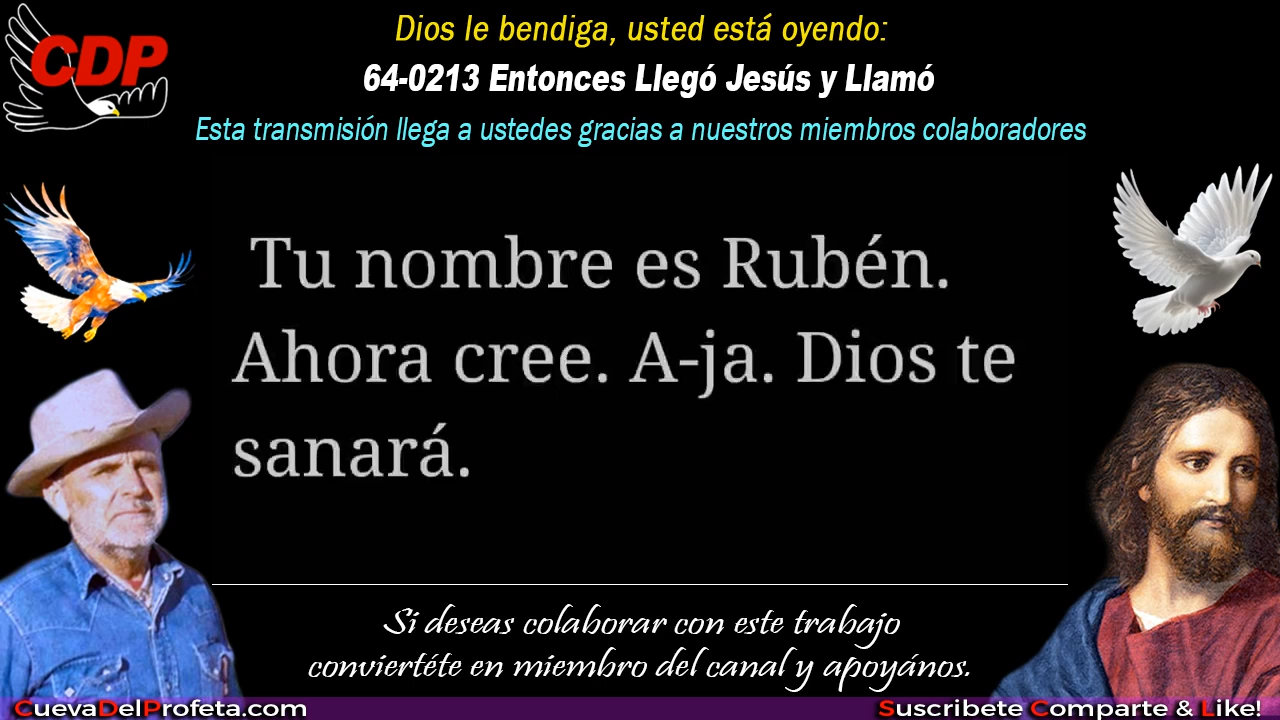 CDP
Dios le bendiga, usted está oyendo:
64-0213 Entonces Llegó Jesús y Llamó
Esta transmisión llega a ustedes gracias a nuestros miembros colaboradores
Tu nombre es Rubén.
Ahora cree. A-ja. Dios te
sanará.
Si deseas colaborar con este trabajo
conviertéte en miembro del canal y apoyános.
CuevaDelProfeta.com
Suscribete Comparte & Like!